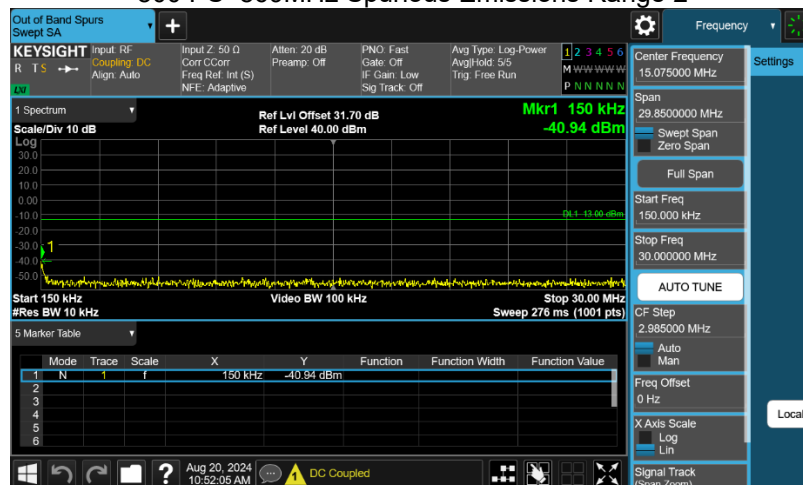 Out of Band Spurs
Swept SA
Frequency
KEYSIGHT
R T S
LXI
Input: RF
Coupling: DC
Align: Auto
Input Z: 50 Ω
Corr CCorr
Freq Ref: Int (S)
NFE: Adaptive
Atten: 20 dB
Preamp: Off
PNO: Fast
Gate: Off
IF Gain: Low
Sig Track: Off
Avg Type: Log-Power
Avg|Hold: 5/5
Trig: Free Run
1 2 3 4 5 6
M W W W W W
P N N N N N
Center Frequency
15.075000 MHz
Settings
1 Spectrum
Scale/Div 10 dB
Ref Lvl Offset 31.70 dB
Ref Level 40.00 dBm
Mkr1 150 kHz
-40.94 dBm
Log
30.0
20.0
10.0
0.00
-10.0
-20.0
-30.0
-40.0
-50.0
1
DL1 -13.00 dBm
Start 150 kHz
#Res BW 10 kHz
Video BW 100 kHz
Stop 30.00 MHz
Sweep 276 ms (1001 pts)
Span
29.8500000 MHz
Swept Span
Zero Span
Full Span
Start Freq
150.000 kHz
Stop Freq
30.000000 MHz
AUTO TUNE
CF Step
2.985000 MHz
Auto
Man
Freq Offset
0 Hz
X Axis Scale
Log
Lin
Signal Track
(Span Zoom)
Local
5 Marker Table
Mode Trace Scale X Y Function Function Width Function Value
1 N 1 f 150 kHz -40.94 dBm
2
3
4
5
6
?
Aug 20, 2024
10:52:05 AM
1
DC Coupled